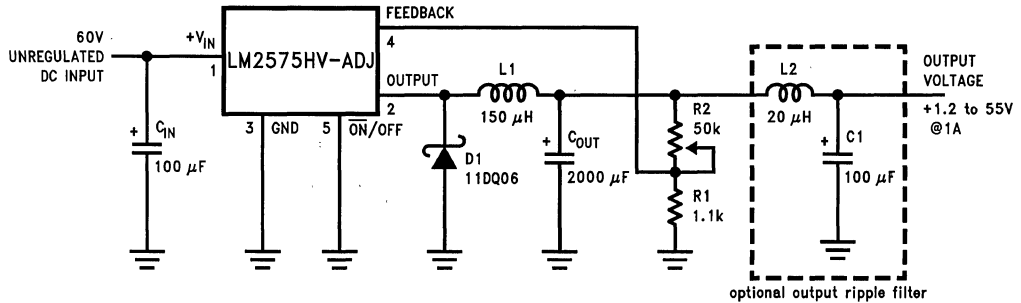 FEEDBACK
60V
UNREGULATED
DC INPUT
+VIN
1
LM2575HV-ADJ
4
OUTPUT
2
3 GND
5 ON/OFF
+ CIN
100 µF
D1
11DQ06
L1
150 µH
+ COUT
2000 µF
R2
50k
R1
1.1k
L2
20 µH
+ C1
100 µF
OUTPUT
VOLTAGE
+1.2 to 55V
@1A
optional output ripple filter